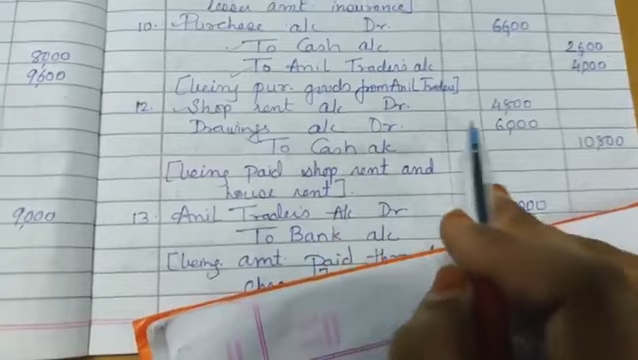 10. Purchase a/c Dr. 6600
To Cash a/c 2600
8000
To Anil Traders a/c 4000
9600
[being pur. goods from Anil Traders]
12. Shop rent a/c Dr. 4800
Drawings a/c Dr. 6000
To Cash a/c 10800
[being paid shop rent and
house rent].
9,000 13. Anil Traders A/c Dr
To Bank a/c
[being amt paid